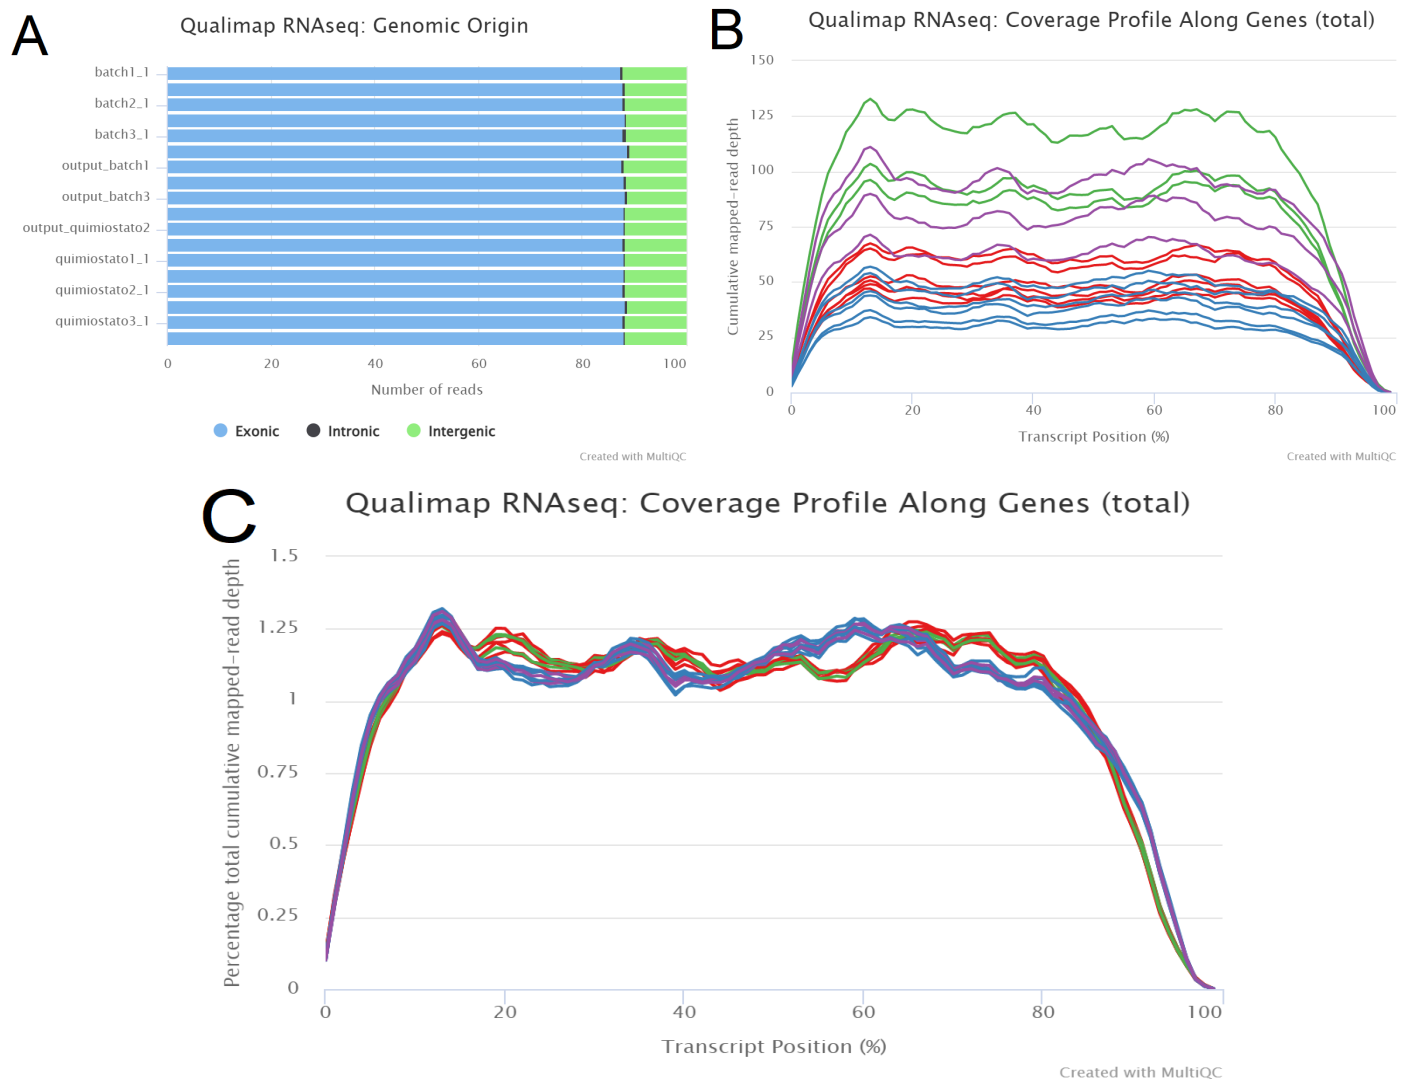 A
Qualimap RNAseq: Genomic Origin
batch1_1
batch2_1
batch3_1
output_batch1
output_batch3
output_quimiostato2
quimiostato1_1
quimiostato2_1
quimiostato3_1
0 20 40 60 80 100
Number of reads
Exonic Intronic Intergenic
Created with MultiQC
B
Qualimap RNAseq: Coverage Profile Along Genes (total)
Cumulative mapped-read depth
150
125
100
75
50
25
0
0 20 40 60 80 100
Transcript Position (%)
Created with MultiQC
C
Qualimap RNAseq: Coverage Profile Along Genes (total)
Percentage total cumulative mapped-read depth
1.5
1.25
1
0.75
0.5
0.25
0
0 20 40 60 80 100
Transcript Position (%)
Created with MultiQC